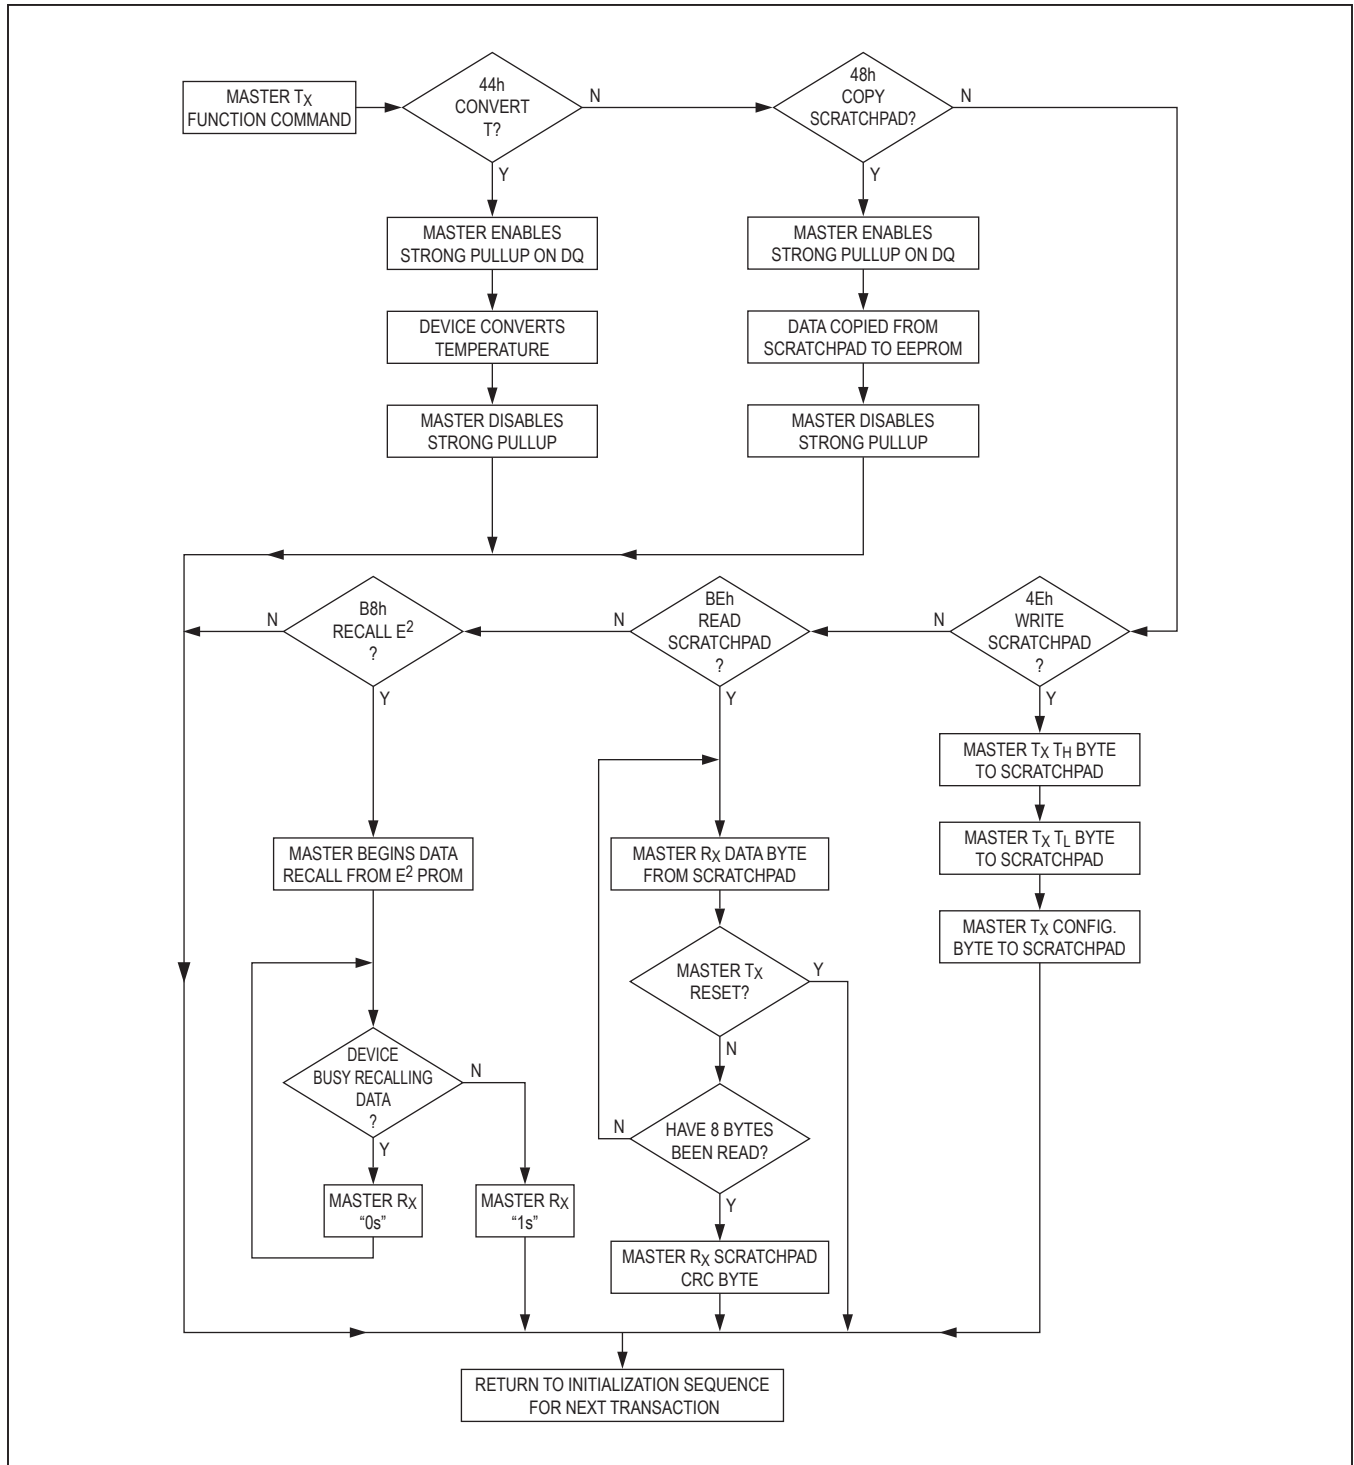 MASTER TX
FUNCTION COMMAND
44h
CONVERT
T?
N
Y
48h
COPY
SCRATCHPAD?
N
Y
MASTER ENABLES
STRONG PULLUP ON DQ
DEVICE CONVERTS
TEMPERATURE
MASTER DISABLES
STRONG PULLUP
MASTER ENABLES
STRONG PULLUP ON DQ
DATA COPIED FROM
SCRATCHPAD TO EEPROM
MASTER DISABLES
STRONG PULLUP
4Eh
WRITE
SCRATCHPAD
?
N
Y
BEh
READ
SCRATCHPAD
?
N
Y
B8h
RECALL E2
?
N
Y
MASTER TX TH BYTE
TO SCRATCHPAD
MASTER TX TL BYTE
TO SCRATCHPAD
MASTER TX CONFIG.
BYTE TO SCRATCHPAD
MASTER RX DATA BYTE
FROM SCRATCHPAD
MASTER TX
RESET?
Y
N
HAVE 8 BYTES
BEEN READ?
N
Y
MASTER RX SCRATCHPAD
CRC BYTE
MASTER BEGINS DATA
RECALL FROM E2 PROM
DEVICE
BUSY RECALLING
DATA
?
N
Y
MASTER RX
“0s”
MASTER RX
“1s”
RETURN TO INITIALIZATION SEQUENCE
FOR NEXT TRANSACTION